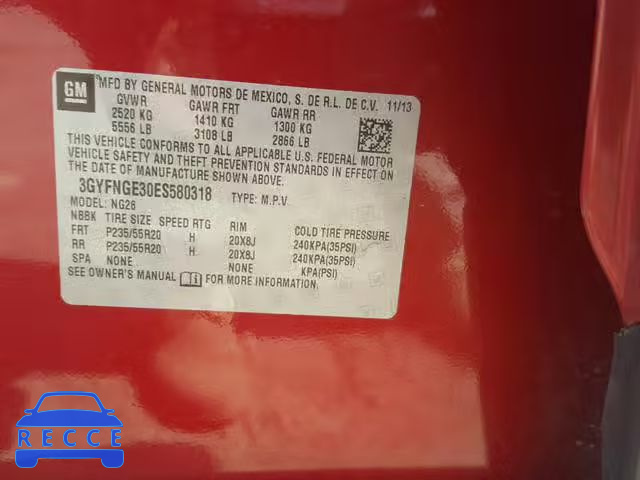 GM
MFD BY GENERAL MOTORS DE MEXICO, S. DE R.L. DE C.V. 11/13
GVWR GAWR FRT GAWR RR
2520 KG 1410 KG 1300 KG
5556 LB 3108 LB 2866 LB
THIS VEHICLE CONFORMS TO ALL APPLICABLE U.S. FEDERAL MOTOR
VEHICLE SAFETY AND THEFT PREVENTION STANDARDS IN EFFECT ON
THE DATE OF MANUFACTURE SHOWN ABOVE.
3GYFNGE30ES580318 TYPE: M.P.V.
MODEL: NG26
NBBK TIRE SIZE SPEED RTG RIM COLD TIRE PRESSURE
FRT P235/55R20 H 20X8J 240KPA(35PSI)
RR P235/55R20 H 20X8J 240KPA(35PSI)
SPA NONE NONE KPA(PSI)
SEE OWNER'S MANUAL FOR MORE INFORMATION.
RECCE